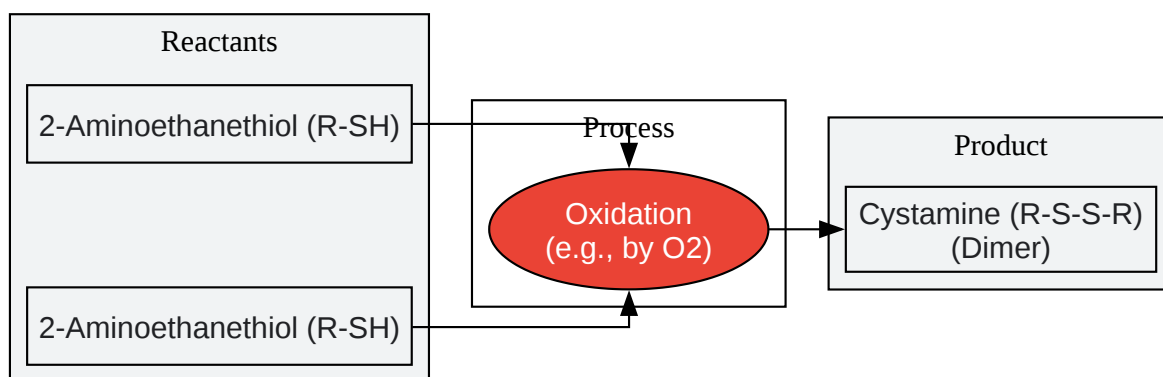 Reactants
2-Aminoethanethiol (R-SH)
2-Aminoethanethiol (R-SH)
Process
Oxidation
(e.g., by O2)
Product
Cystamine (R-S-S-R)
(Dimer)